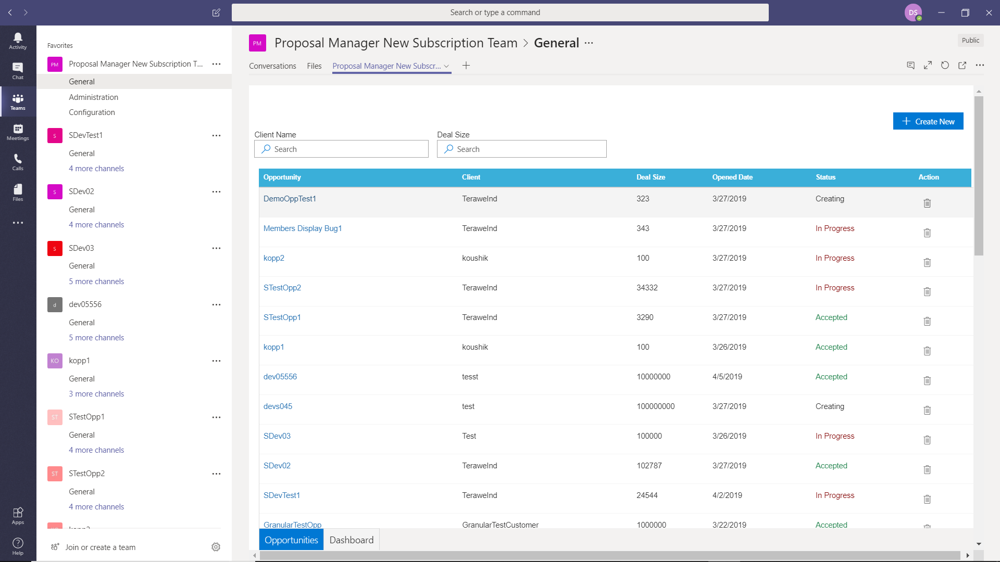 Search or type a command
DS
Activity
Chat
Teams
Meetings
Calls
Files
Apps
Help
Favorites
PM Proposal Manager New Subscription T...
General
Administration
Configuration
S SDevTest1
General
4 more channels
S SDev02
General
4 more channels
S SDev03
General
5 more channels
d dev05556
General
5 more channels
KO kopp1
General
3 more channels
ST STestOpp1
General
4 more channels
ST STestOpp2
General
4 more channels
Join or create a team
PM Proposal Manager New Subscription Team > General ...
Public
Conversations Files Proposal Manager New Subscr...
Create New
Client Name Deal Size
Search Search
Opportunity Client Deal Size Opened Date Status Action
DemoOppTest1 TeraweInd 323 3/27/2019 Creating
Members Display Bug1 TeraweInd 343 3/27/2019 In Progress
kopp2 koushik 100 3/27/2019 In Progress
STestOpp2 TeraweInd 34332 3/27/2019 In Progress
STestOpp1 TeraweInd 3290 3/27/2019 Accepted
kopp1 koushik 100 3/26/2019 Accepted
dev05556 tesst 10000000 4/5/2019 Accepted
devs045 test 100000000 3/27/2019 Creating
SDev03 Test 100000 3/26/2019 In Progress
SDev02 TeraweInd 102787 3/27/2019 Accepted
SDevTest1 TeraweInd 24544 4/2/2019 In Progress
GranularTestOpp GranularTestCustomer 1000000 3/22/2019 Accepted
Opportunities Dashboard